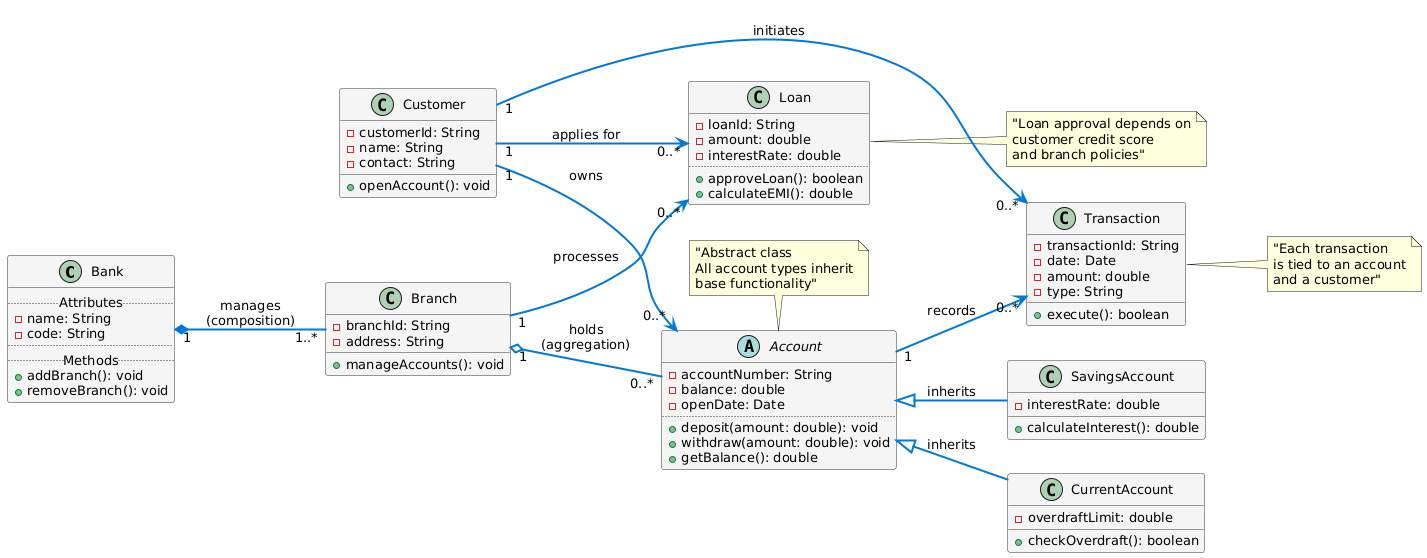 initiates
C Customer
customerId: String
name: String
contact: String
openAccount(): void
1
1
1
applies for
owns
0..*
C Loan
loanId: String
amount: double
interestRate: double
approveLoan(): boolean
calculateEMI(): double
0..*
"Loan approval depends on
customer credit score
and branch policies"
0..*
C Transaction
transactionId: String
date: Date
amount: double
type: String
execute(): boolean
0..*
"Each transaction
is tied to an account
and a customer"
C Bank
Attributes
name: String
code: String
Methods
addBranch(): void
removeBranch(): void
1
manages
(composition)
1..*
C Branch
branchId: String
address: String
manageAccounts(): void
1
1
processes
holds
(aggregation)
0..*
0..*
"Abstract class
All account types inherit
base functionality"
A Account
accountNumber: String
balance: double
openDate: Date
deposit(amount: double): void
withdraw(amount: double): void
getBalance(): double
records
1
inherits
inherits
C SavingsAccount
interestRate: double
calculateInterest(): double
C CurrentAccount
overdraftLimit: double
checkOverdraft(): boolean